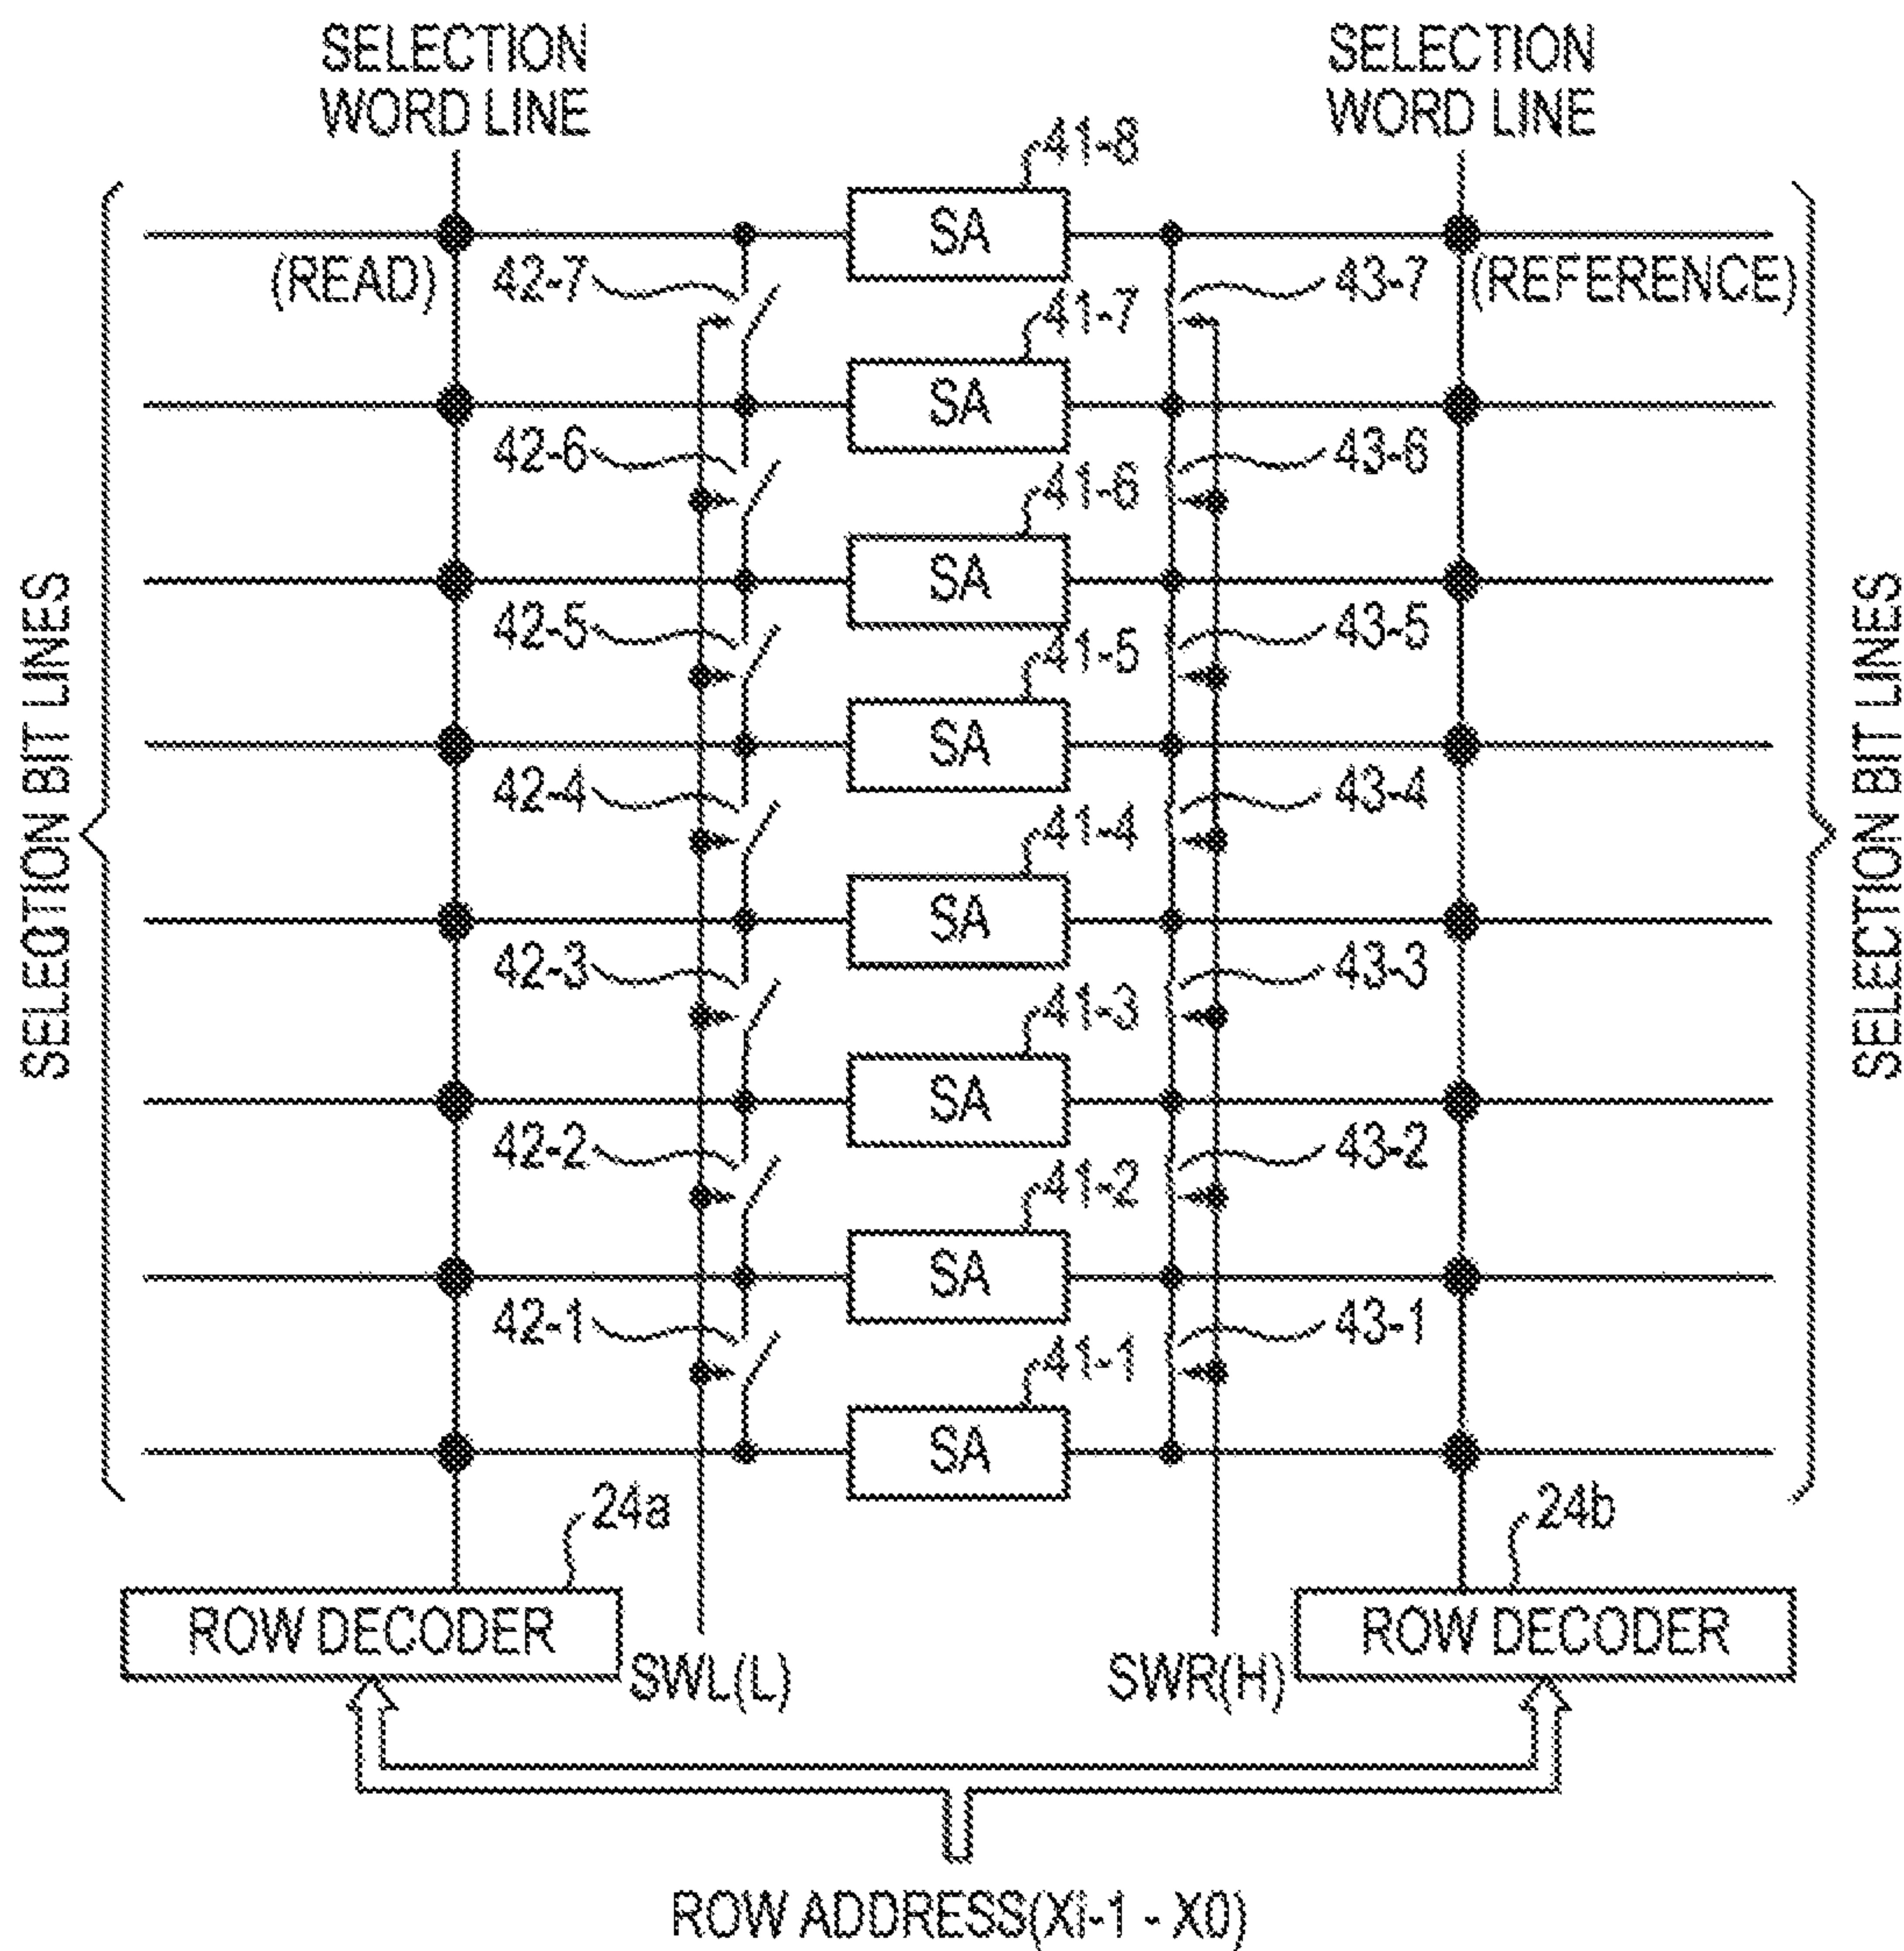 SELECTION
WORD LINE
SELECTION
WORD LINE
41-8
SA
(READ)
42-7
43-7
(REFERENCE)
41-7
SA
42-6
43-6
41-6
SA
42-5
43-5
41-5
SA
42-4
43-4
41-4
SA
42-3
43-3
41-3
SA
42-2
43-2
41-2
SA
42-1
43-1
41-1
SA
SELECTION BIT LINES
SELECTION BIT LINES
24a
24b
ROW DECODER
ROW DECODER
SWL(L)
SWR(H)
ROW ADDRESS(Xi-1 - X0)